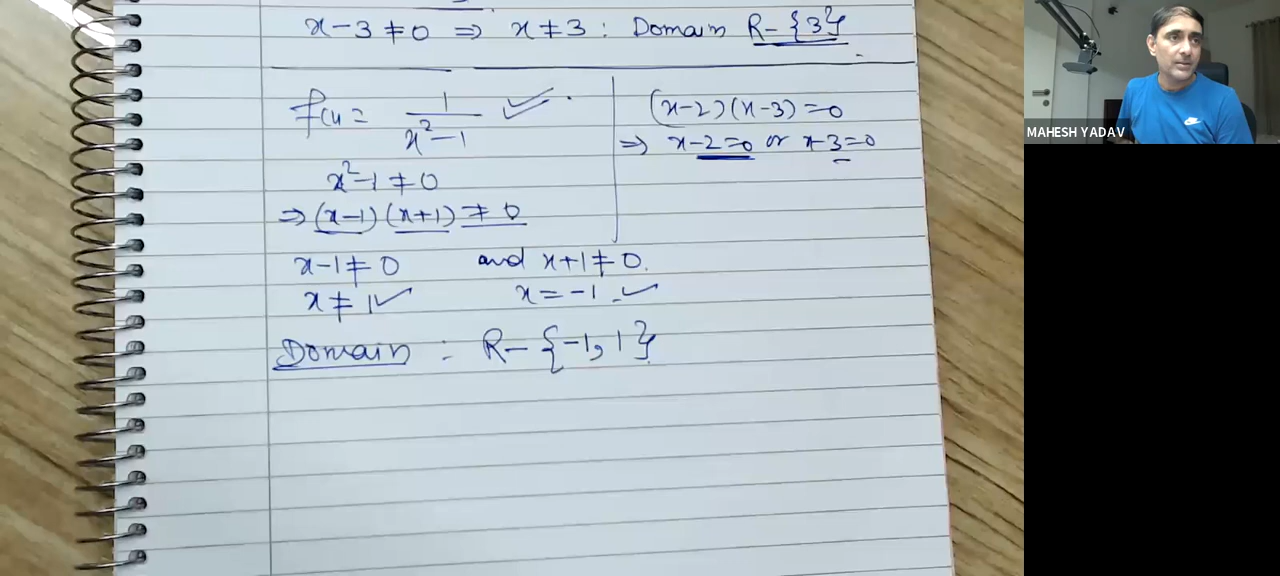 x-3≠0 ⇒ x≠3 : Domain R-{3}
f(x)= 1/(x²-1)
x²-1≠0
⇒ (x-1)(x+1)≠0
x-1≠0 and x+1≠0.
x≠1 x=-1.
Domain : R-{-1,1}
(x-2)(x-3)=0
⇒ x-2=0 or x-3=0
MAHESH YADAV